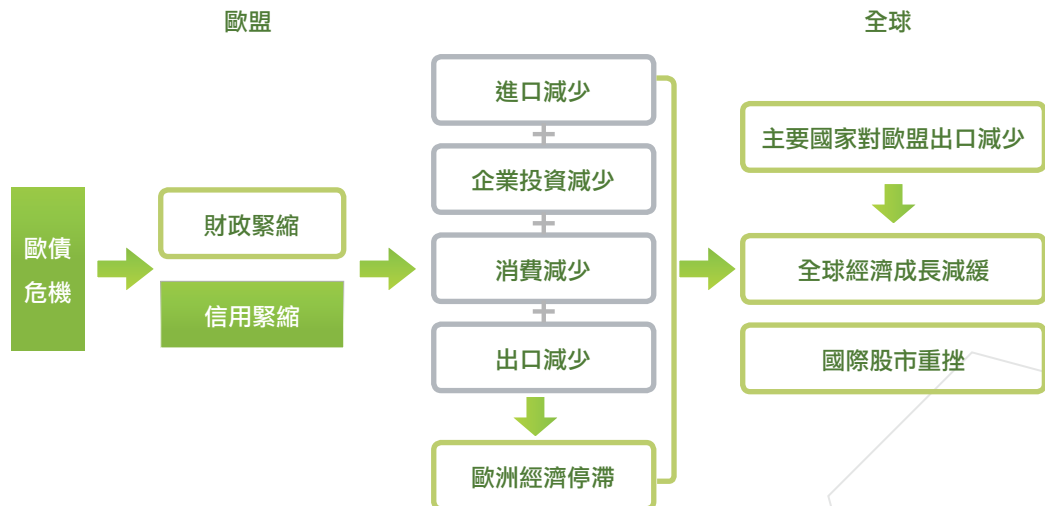 歐盟
全球
歐債
危機
財政緊縮
信用緊縮
進口減少
企業投資減少
消費減少
出口減少
歐洲經濟停滯
主要國家對歐盟出口減少
全球經濟成長減緩
國際股市重挫